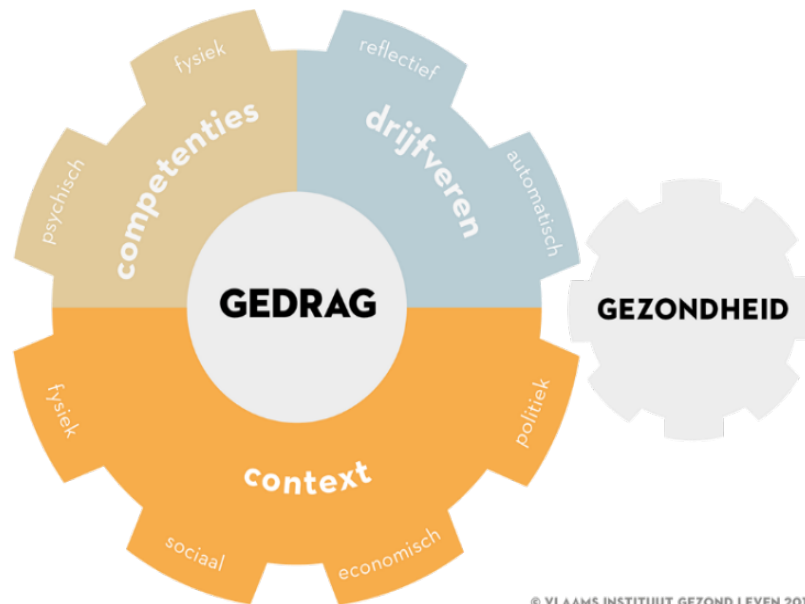 fysiek
reflectief
psychisch
competenties
drijfveren
automatisch
GEDRAG
GEZONDHEID
fysiek
politiek
context
sociaal
economisch
© VLAAMS INSTITUUT GEZOND LEVEN